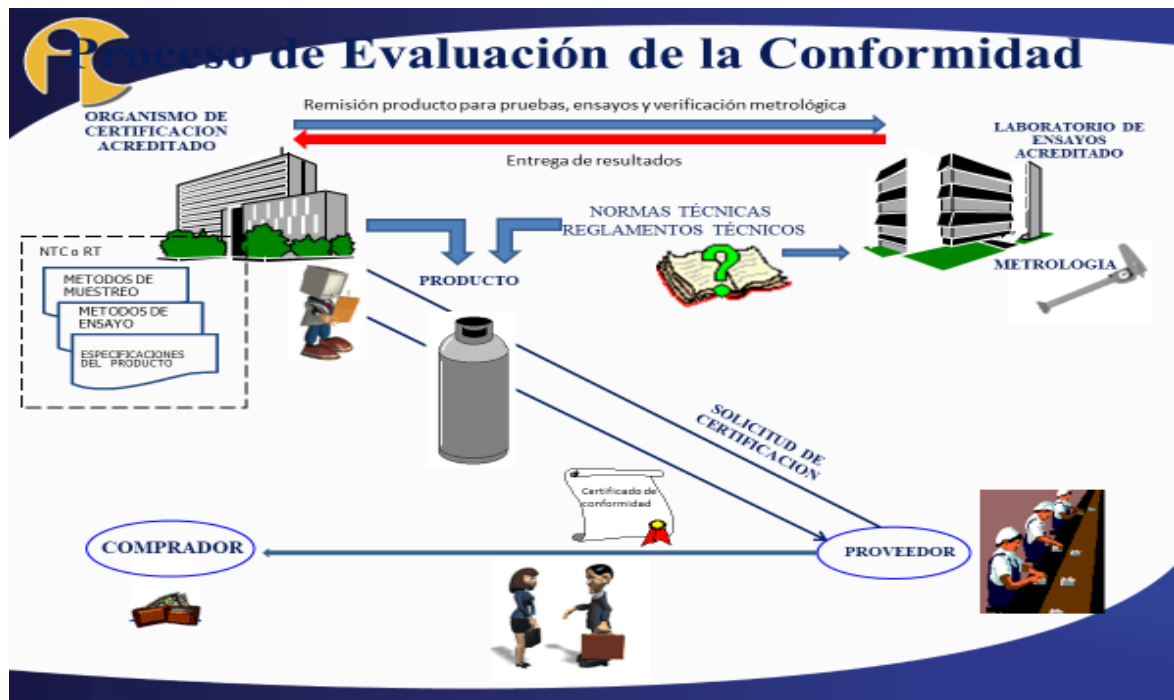 Proceso de Evaluación de la Conformidad
Remisión producto para pruebas, ensayos y verificación metrológica
ORGANISMO DE
CERTIFICACION
ACREDITADO
LABORATORIO DE
ENSAYOS
ACREDITADO
Entrega de resultados
NORMAS TÉCNICAS
REGLAMENTOS TÉCNICOS
NTC o RT
METODOS DE
MUESTREO
METODOS DE
ENSAYO
ESPECIFICACIONES
DEL PRODUCTO
PRODUCTO
METROLOGIA
SOLICITUD DE
CERTIFICACION
Certificado de
conformidad
COMPRADOR
PROVEEDOR